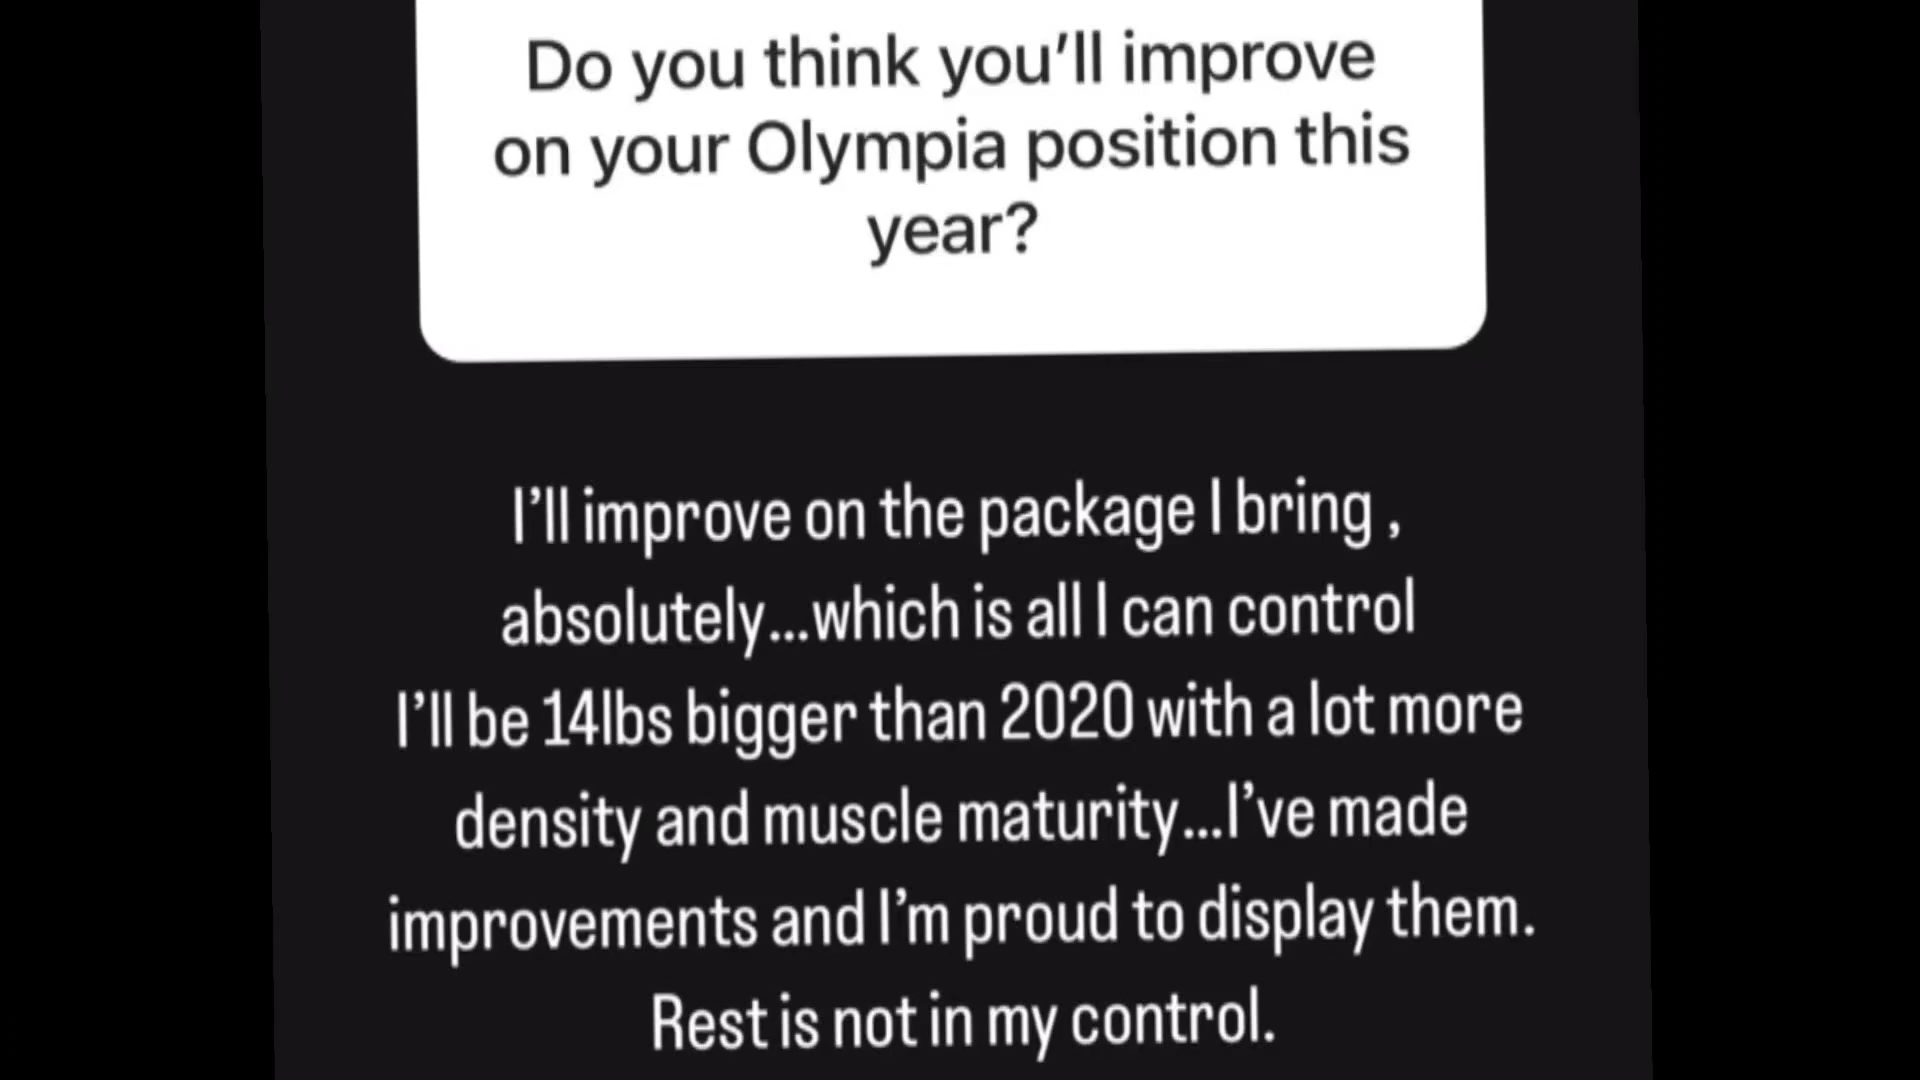 Do you think you’ll improve
on your Olympia position this
year?
I’ll improve on the package I bring ,
absolutely...which is all I can control
I’ll be 14lbs bigger than 2020 with a lot more
density and muscle maturity...I’ve made
improvements and I’m proud to display them.
Rest is not in my control.